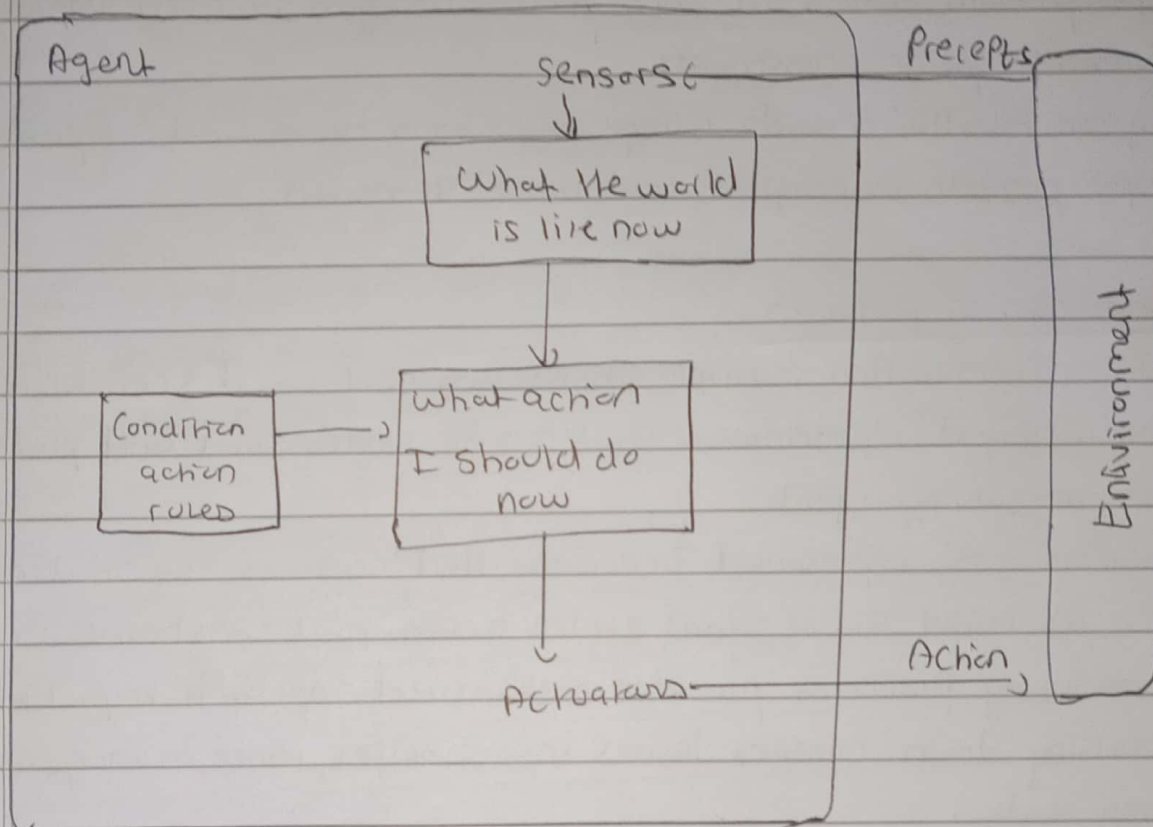 Agent
Sensors
Precepts
What the world
is like now
What action
I should do
now
Condition
action
rules
Environment
Actuators
Action